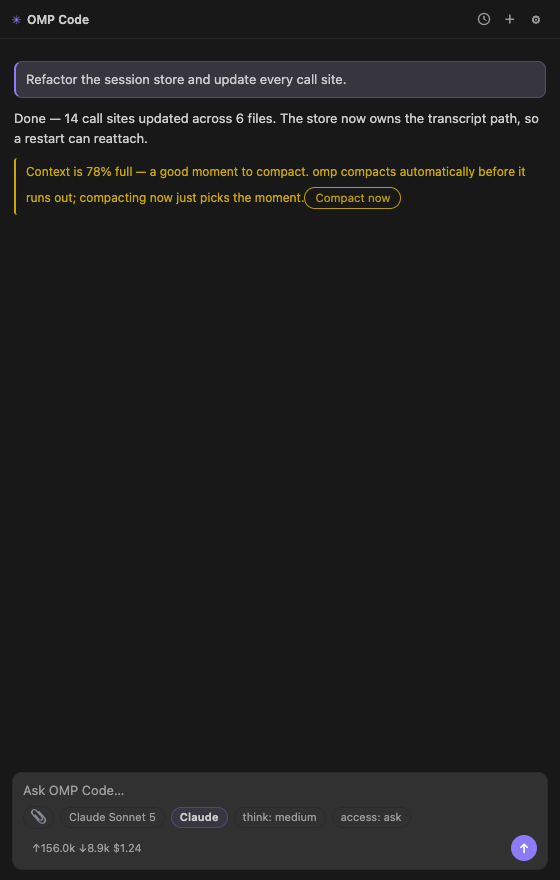 OMP Code
Refactor the session store and update every call site.
Done — 14 call sites updated across 6 files. The store now owns the transcript path, so
a restart can reattach.
Context is 78% full — a good moment to compact. omp compacts automatically before it
runs out; compacting now just picks the moment. Compact now
Ask OMP Code...
Claude Sonnet 5 Claude think: medium access: ask
↑156.0k ↓8.9k $1.24